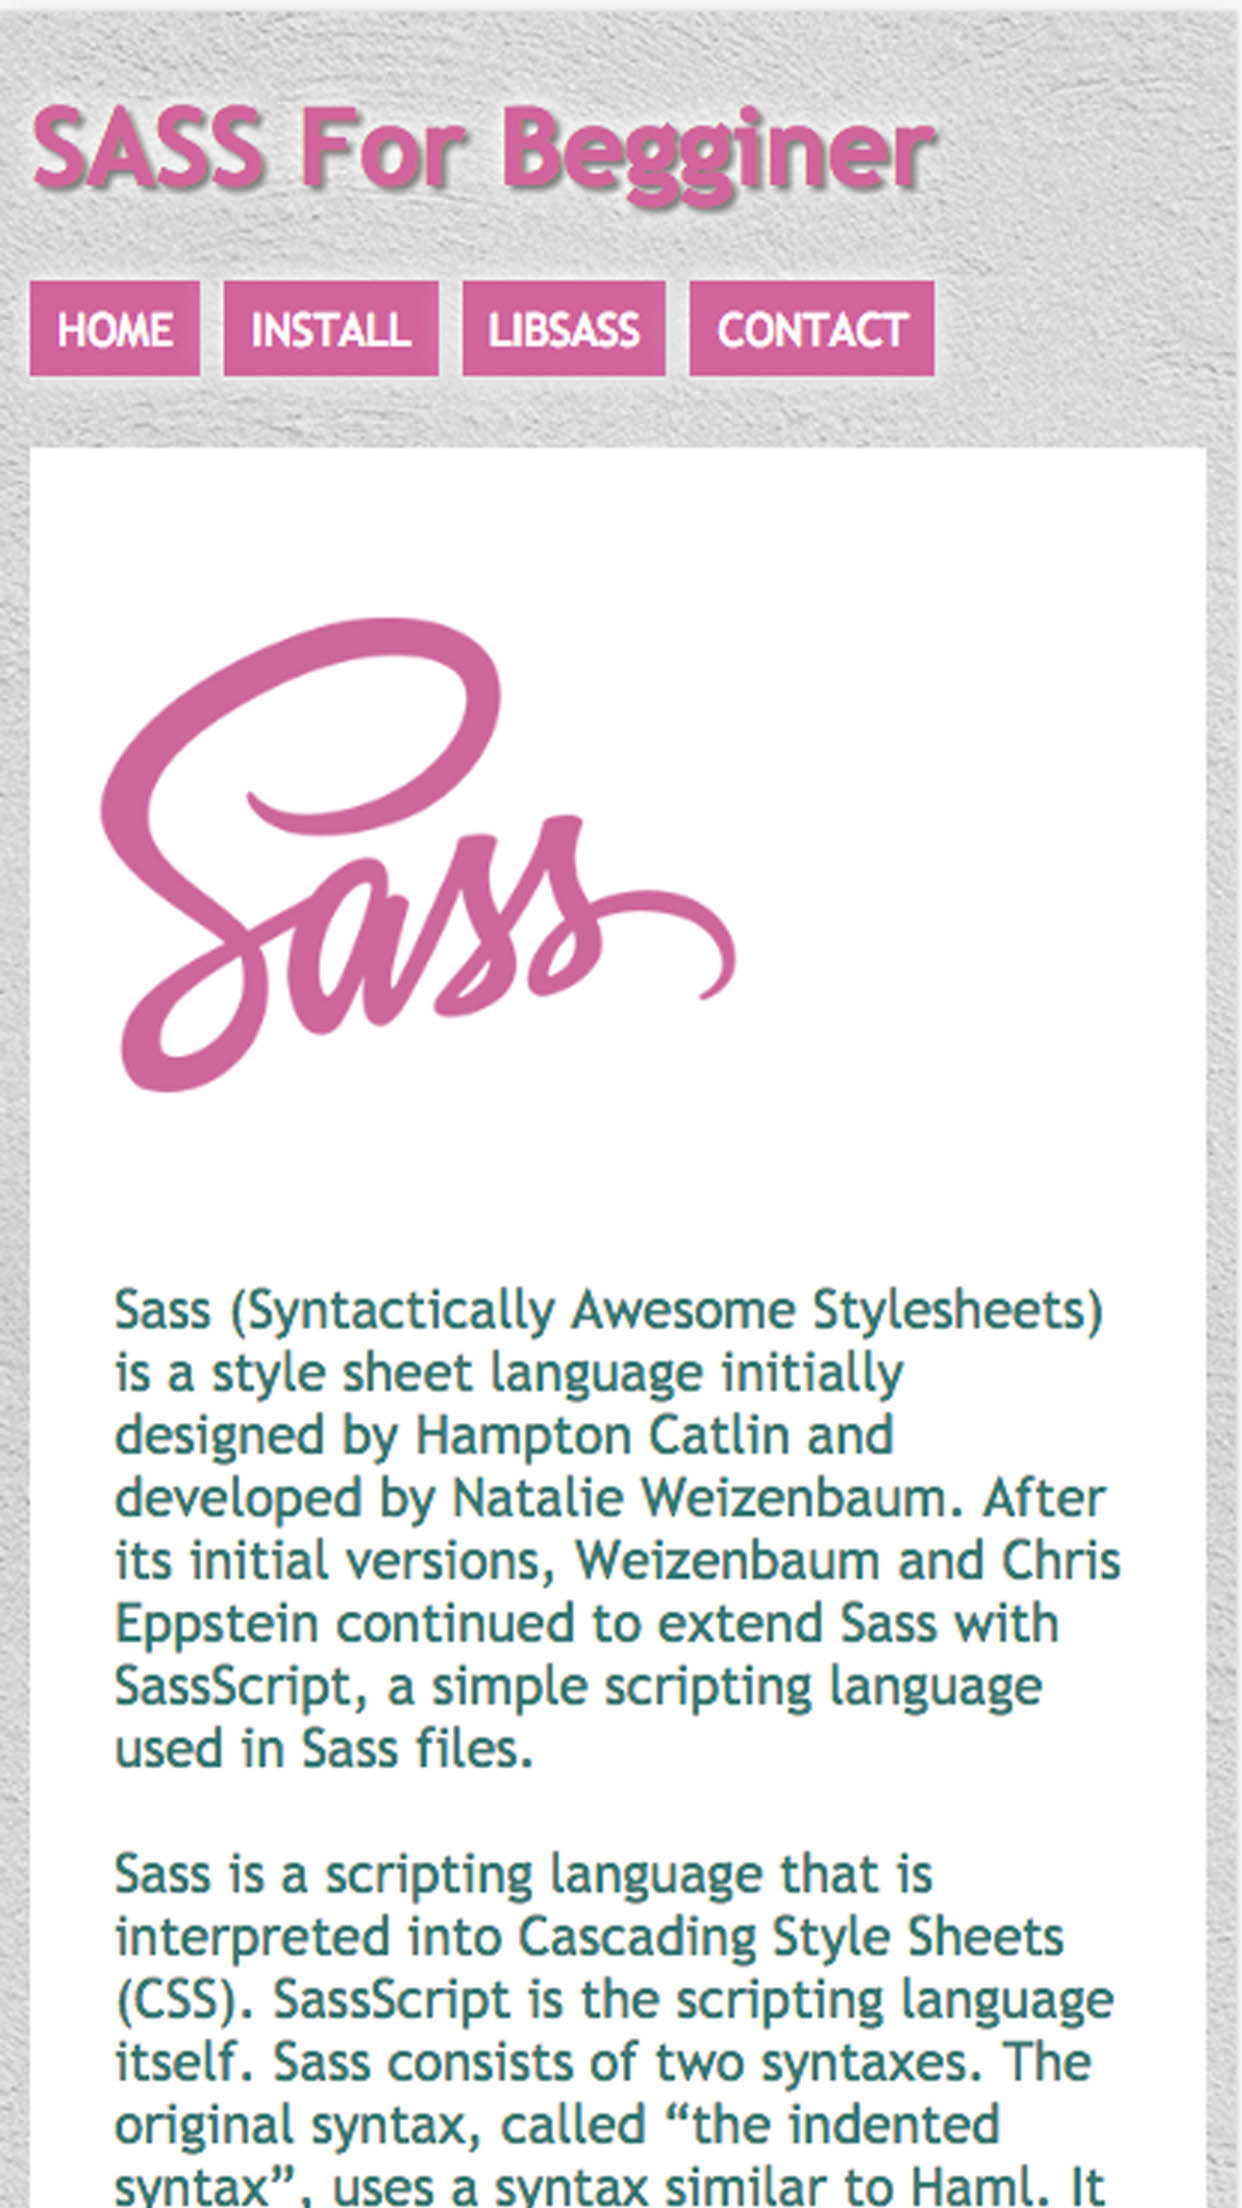 SASS For Begginer
HOME INSTALL LIBSASS CONTACT
Sass
Sass (Syntactically Awesome Stylesheets)
is a style sheet language initially
designed by Hampton Catlin and
developed by Natalie Weizenbaum. After
its initial versions, Weizenbaum and Chris
Eppstein continued to extend Sass with
SassScript, a simple scripting language
used in Sass files.
Sass is a scripting language that is
interpreted into Cascading Style Sheets
(CSS). SassScript is the scripting language
itself. Sass consists of two syntaxes. The
original syntax, called “the indented
syntax”, uses a syntax similar to Haml. It